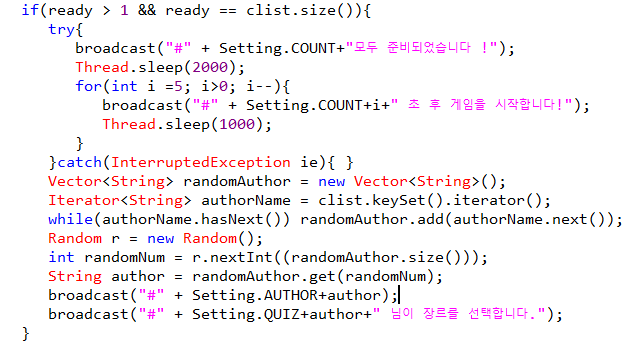 if(ready > 1 && ready == clist.size()){
try{
broadcast("#" + Setting.COUNT+"모두 준비되었습니다 !");
Thread.sleep(2000);
for(int i =5; i>0; i--){
broadcast("#" + Setting.COUNT+i+" 초 후 게임을 시작합니다!");
Thread.sleep(1000);
}
}catch(InterruptedException ie){ }
Vector<String> randomAuthor = new Vector<String>();
Iterator<String> authorName = clist.keySet().iterator();
while(authorName.hasNext()) randomAuthor.add(authorName.next());
Random r = new Random();
int randomNum = r.nextInt((randomAuthor.size()));
String author = randomAuthor.get(randomNum);
broadcast("#" + Setting.AUTHOR+author);
broadcast("#" + Setting.QUIZ+author+" 님이 장르를 선택합니다.");
}